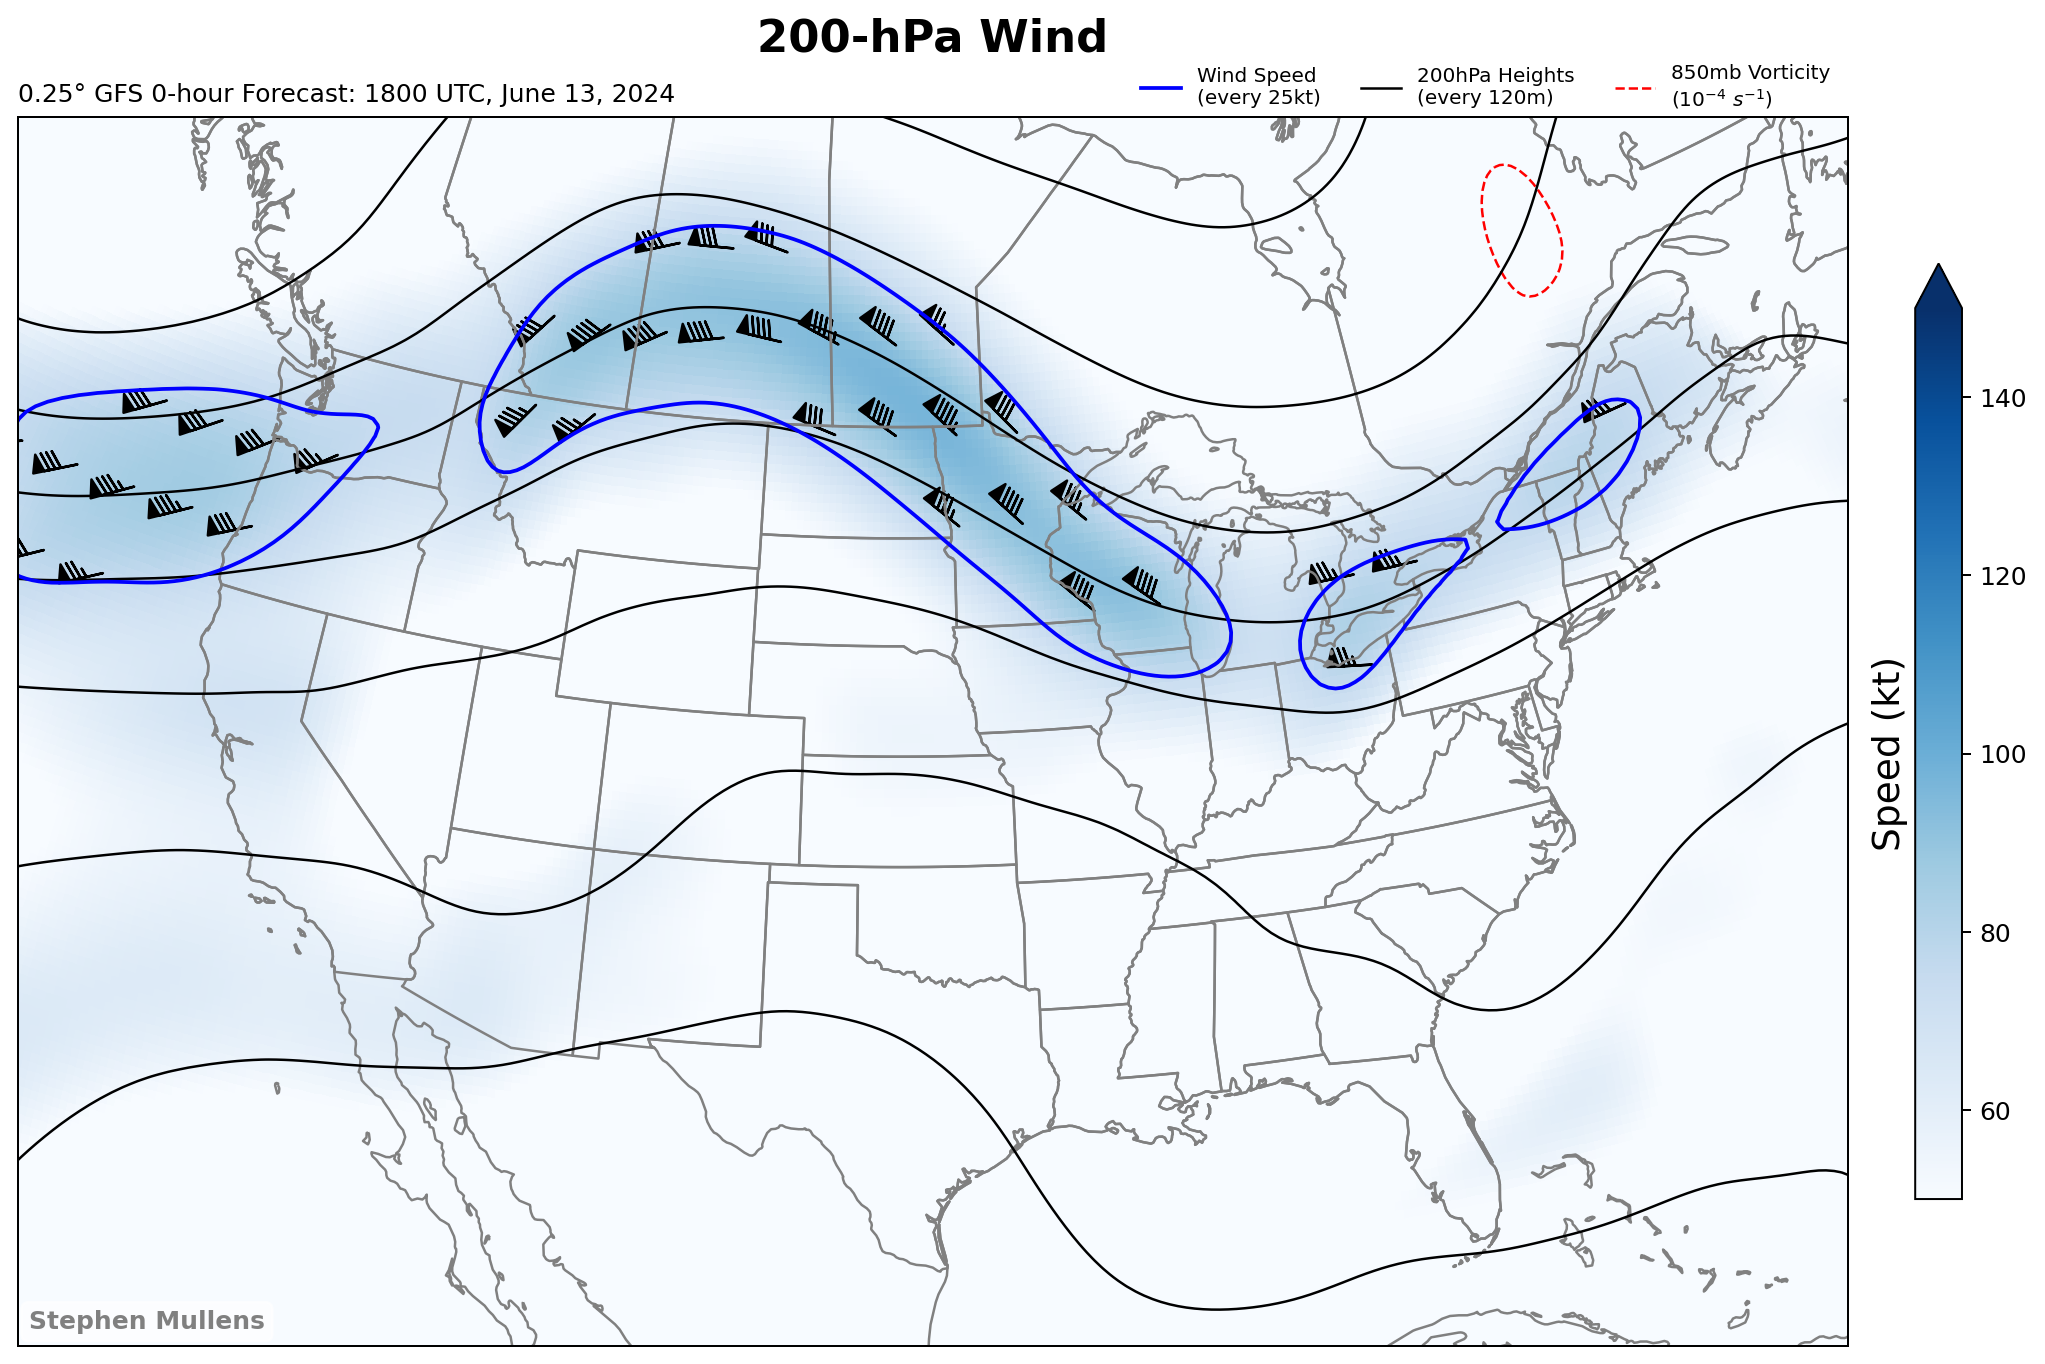 200-hPa Wind
0.25° GFS 0-hour Forecast: 1800 UTC, June 13, 2024
Wind Speed
(every 25kt)
200hPa Heights
(every 120m)
850mb Vorticity
(10⁻⁴ s⁻¹)
140
120
100
80
60
Speed (kt)
Stephen Mullens